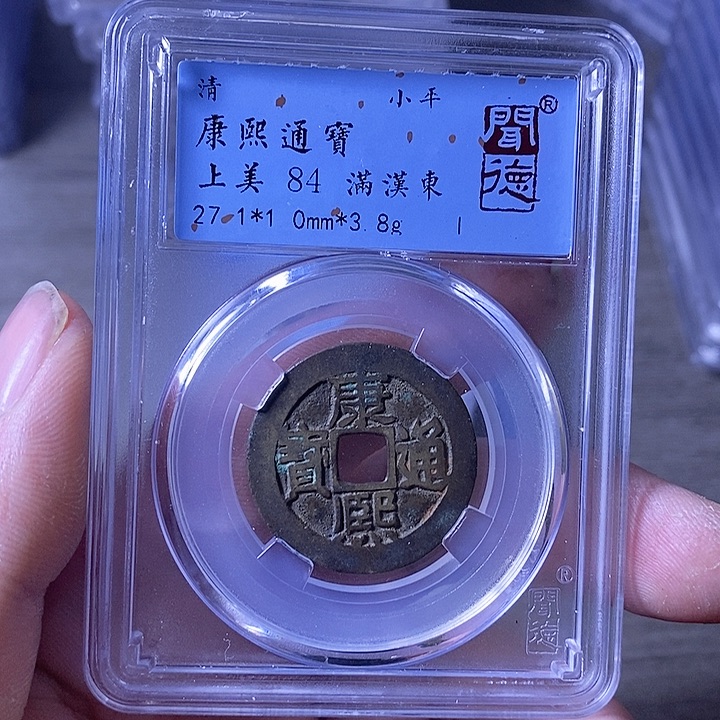 清 小平
康熙通寶
上美 84 滿漢東
27.1*1.0mm*3.8g
聞德®
康熙通寶
®
聞德